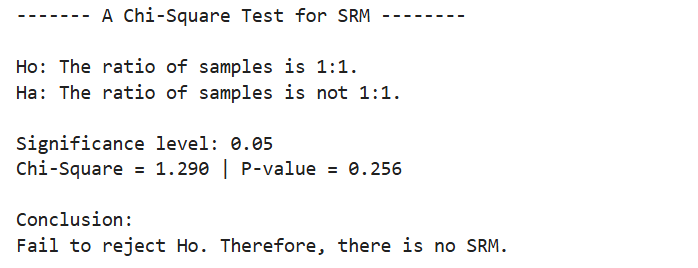 ------- A Chi-Square Test for SRM --------
Ho: The ratio of samples is 1:1.
Ha: The ratio of samples is not 1:1.
Significance level: 0.05
Chi-Square = 1.290 | P-value = 0.256
Conclusion:
Fail to reject Ho. Therefore, there is no SRM.